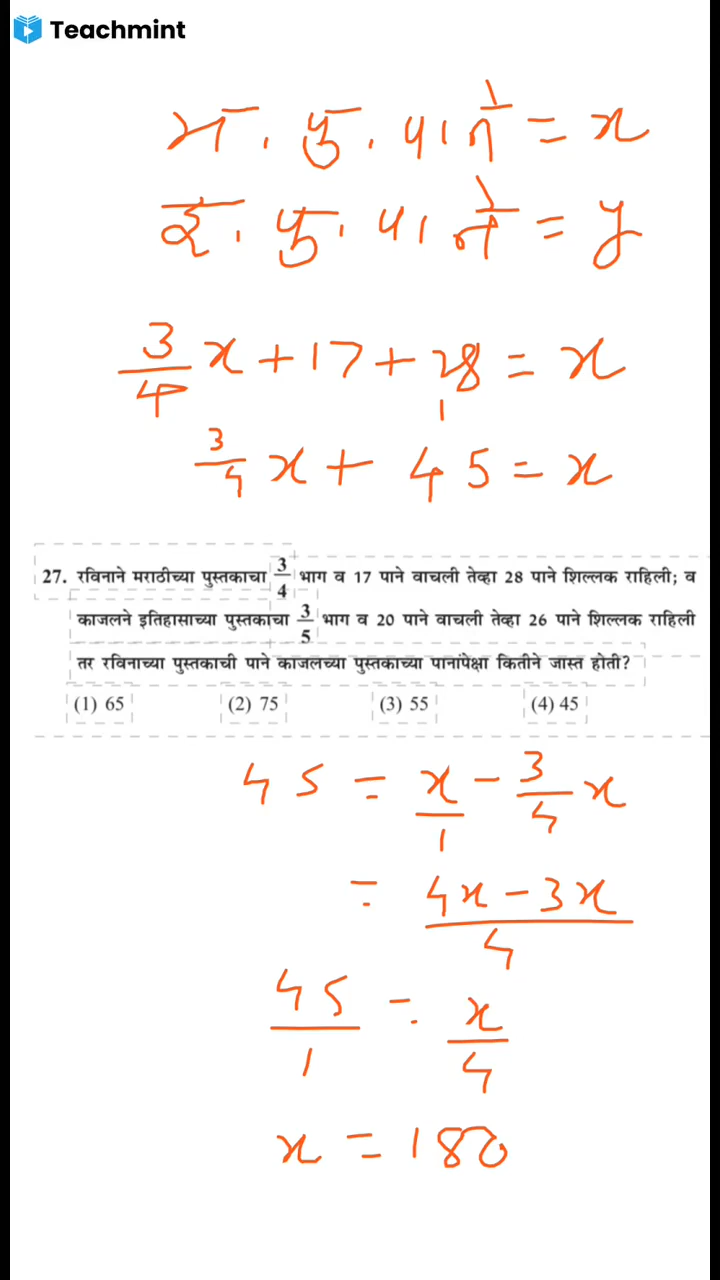 Teachmint
म. पु. पाने = x
इ. पु. पाने = y
3/4 x + 17 + 28 = x
3/4 x + 45 = x
27. रविनाने मराठीच्या पुस्तकाचा 3/4 भाग व 17 पाने वाचली तेव्हा 28 पाने शिल्लक राहिली; व
काजलने इतिहासाच्या पुस्तकाचा 3/5 भाग व 20 पाने वाचली तेव्हा 26 पाने शिल्लक राहिली
तर रविनाच्या पुस्तकाची पाने काजलच्या पुस्तकाच्या पानांपेक्षा कितीने जास्त होती?
(1) 65 (2) 75 (3) 55 (4) 45
45 = x/1 - 3/4 x
= 4x - 3x/4
45/1 = x/4
x = 180